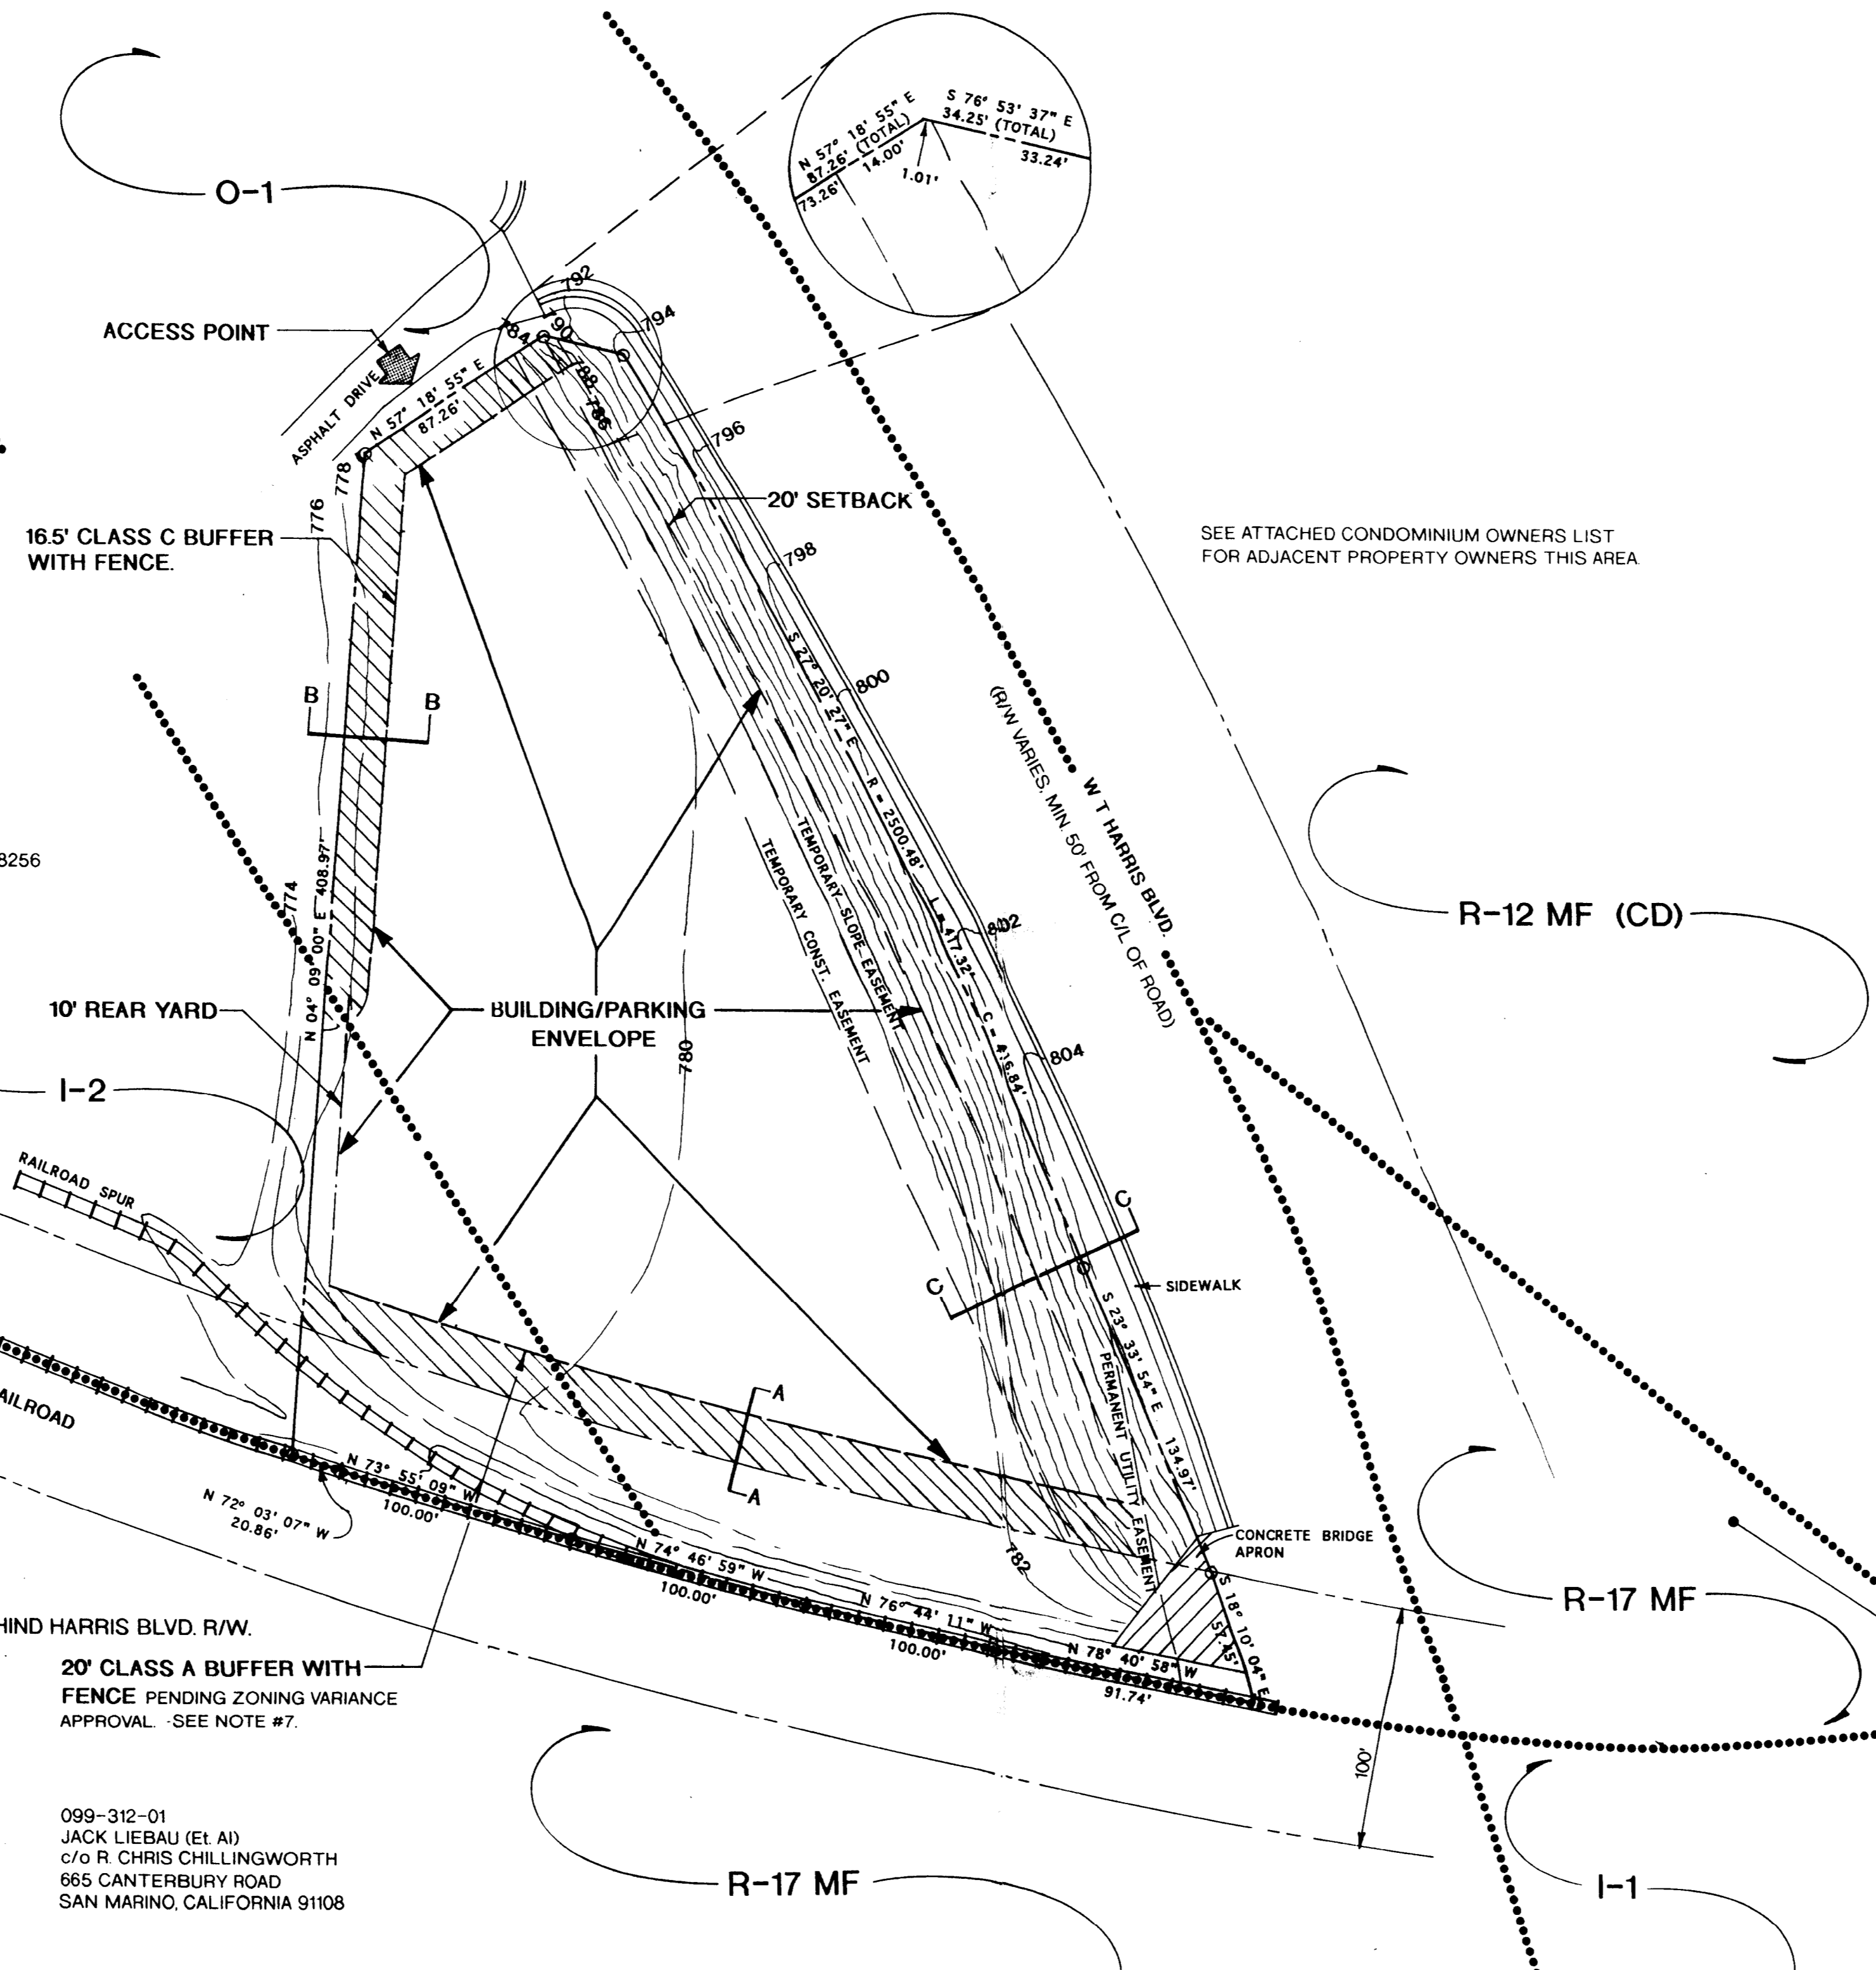 S 76° 53' 37" E
34.25' (TOTAL)
33.24'
N 57° 18' 55" E
87.26' (TOTAL)
14.00'
73.26'
1.01'
O-1
792
794
784
790
788
786
ACCESS POINT
ASPHALT DRIVE
N 57° 18' 55" E
87.26'
796
778
776
20' SETBACK
16.5' CLASS C BUFFER
WITH FENCE.
798
SEE ATTACHED CONDOMINIUM OWNERS LIST
FOR ADJACENT PROPERTY OWNERS THIS AREA.
800
B
B
S 27° 20' 27" E R = 2500.48' L = 417.32' C = 416.84'
(R/W VARIES, MIN. 50' FROM C/L OF ROAD)
W T HARRIS BLVD.
8256
774
N 04° 09' 00" E 408.97'
TEMPORARY CONST. EASEMENT
TEMPORARY SLOPE EASEMENT
802
R-12 MF (CD)
10' REAR YARD
BUILDING/PARKING
ENVELOPE
780
804
I-2
RAILROAD SPUR
C
C
SIDEWALK
S 23° 33' 54" E 134.97'
PERMANENT UTILITY EASEMENT
A
A
AILROAD
N 73° 55' 09" W
100.00'
N 72° 03' 07" W
20.86'
N 74° 46' 59" W
100.00'
782
CONCRETE BRIDGE
APRON
N 76° 44' 11" W
100.00'
S 18° 10' 04" E
57.45'
N 78° 40' 58" W
91.74'
R-17 MF
HIND HARRIS BLVD. R/W.
20' CLASS A BUFFER WITH
FENCE PENDING ZONING VARIANCE
APPROVAL. -SEE NOTE #7.
100'
099-312-01
JACK LIEBAU (Et. Al)
c/o R. CHRIS CHILLINGWORTH
665 CANTERBURY ROAD
SAN MARINO, CALIFORNIA 91108
R-17 MF
I-1